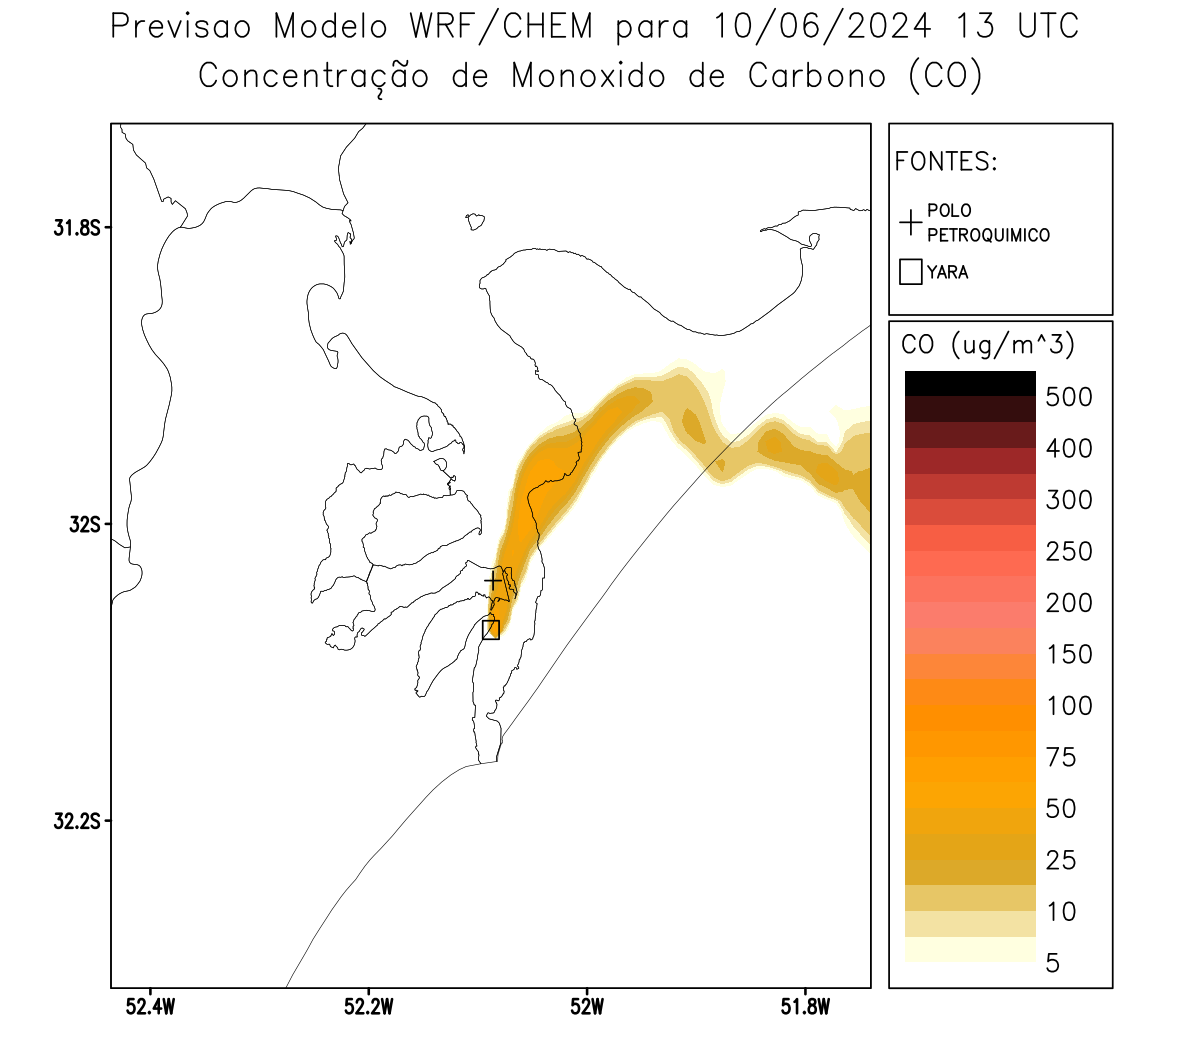 Previsao Modelo WRF/CHEM para 10/06/2024 13 UTC
Concentração de Monoxido de Carbono (CO)
FONTES:
POLO
PETROQUIMICO
YARA
CO (ug/m^3)
500
400
300
250
200
150
100
75
50
25
10
5
31.8S
32S
32.2S
52.4W
52.2W
52W
51.8W